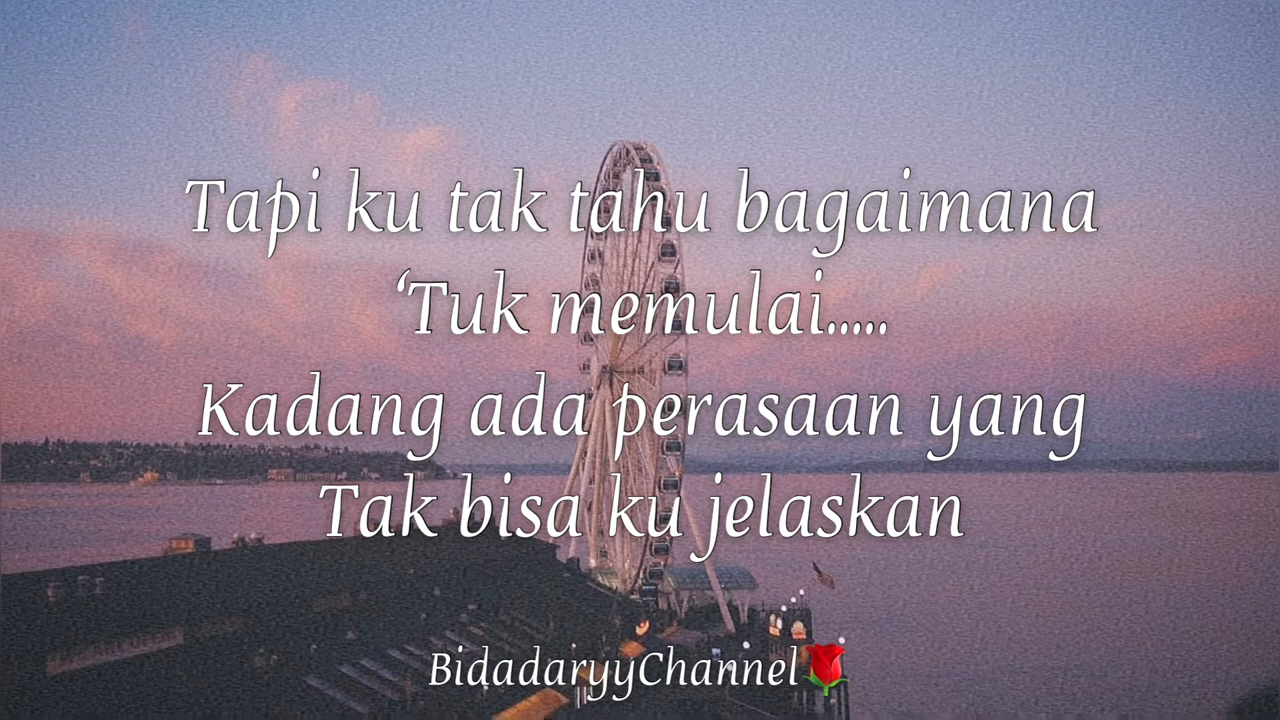 Tapi ku tak tahu bagaimana
‘Tuk memulai.....
Kadang ada perasaan yang
Tak bisa ku jelaskan
BidadaryyChannel🌹